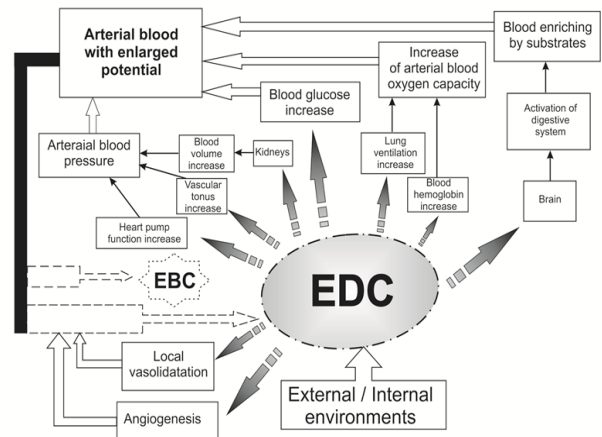 Arterial blood
with enlarged
potential
Increase
of arterial blood
oxygen capacity
Blood enriching
by substrates
Blood glucose
increase
Activation of
digestive
system
Arteraial blood
pressure
Blood
volume
increase
Kidneys
Lung
ventilation
increase
Vascular
tonus
increase
Blood
hemoglobin
increase
Brain
Heart pump
function increase
EBC
EDC
Local
vasolidatation
Angiogenesis
External / Internal
environments